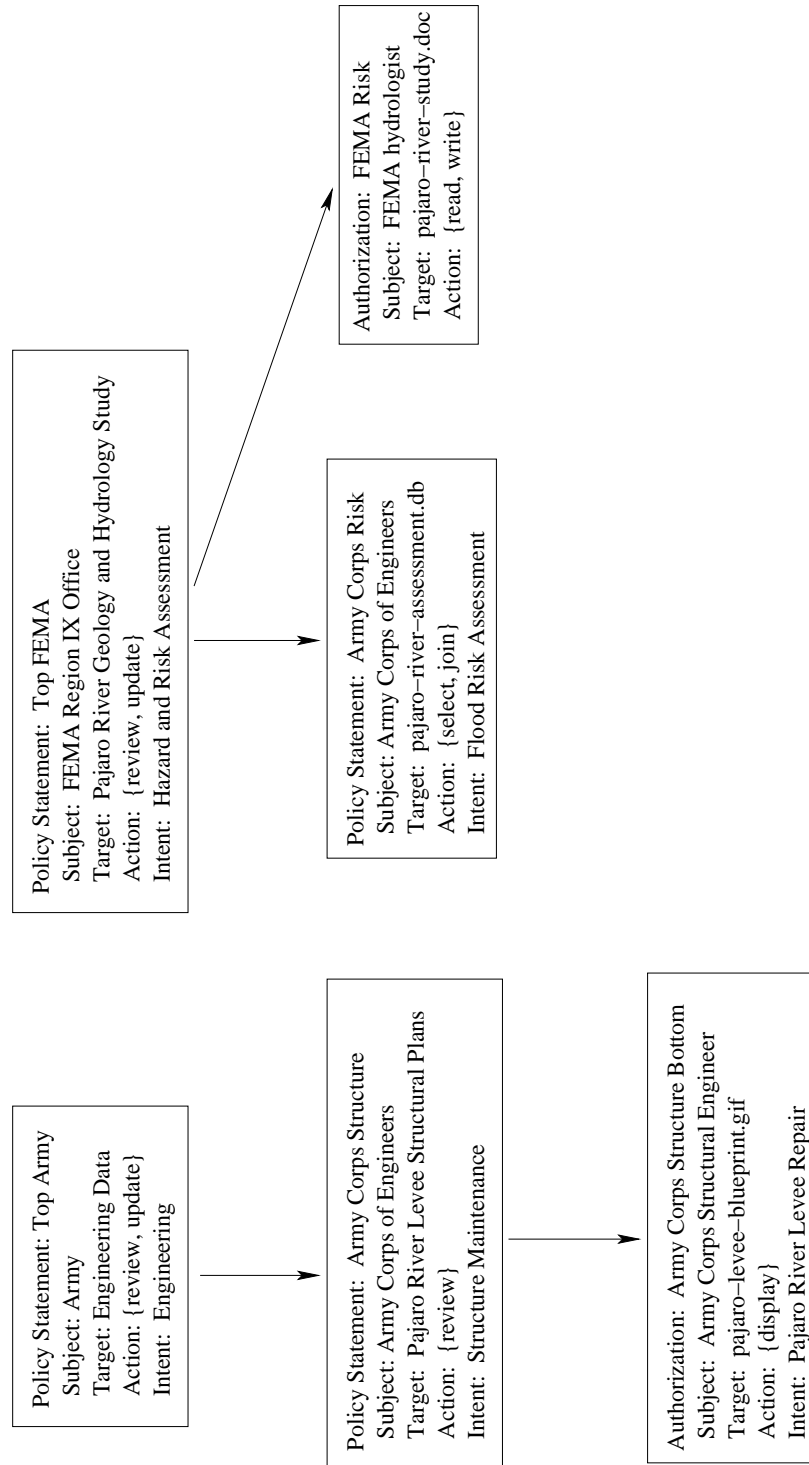 Policy Statement: Top Army
Subject: Army
Target: Engineering Data
Action: {review, update}
Intent: Engineering
Policy Statement: Top FEMA
Subject: FEMA Region IX Office
Target: Pajaro River Geology and Hydrology Study
Action: {review, update}
Intent: Hazard and Risk Assessment
Policy Statement: Army Corps Structure
Subject: Army Corps of Engineers
Target: Pajaro River Levee Structural Plans
Action: {review}
Intent: Structure Maintenance
Policy Statement: Army Corps Risk
Subject: Army Corps of Engineers
Target: pajaro−river−assessment.db
Action: {select, join}
Intent: Flood Risk Assessment
Authorization: FEMA Risk
Subject: FEMA hydrologist
Target: pajaro−river−study.doc
Action: {read, write}
Authorization: Army Corps Structure Bottom
Subject: Army Corps Structural Engineer
Target: pajaro−levee−blueprint.gif
Action: {display}
Intent: Pajaro River Levee Repair